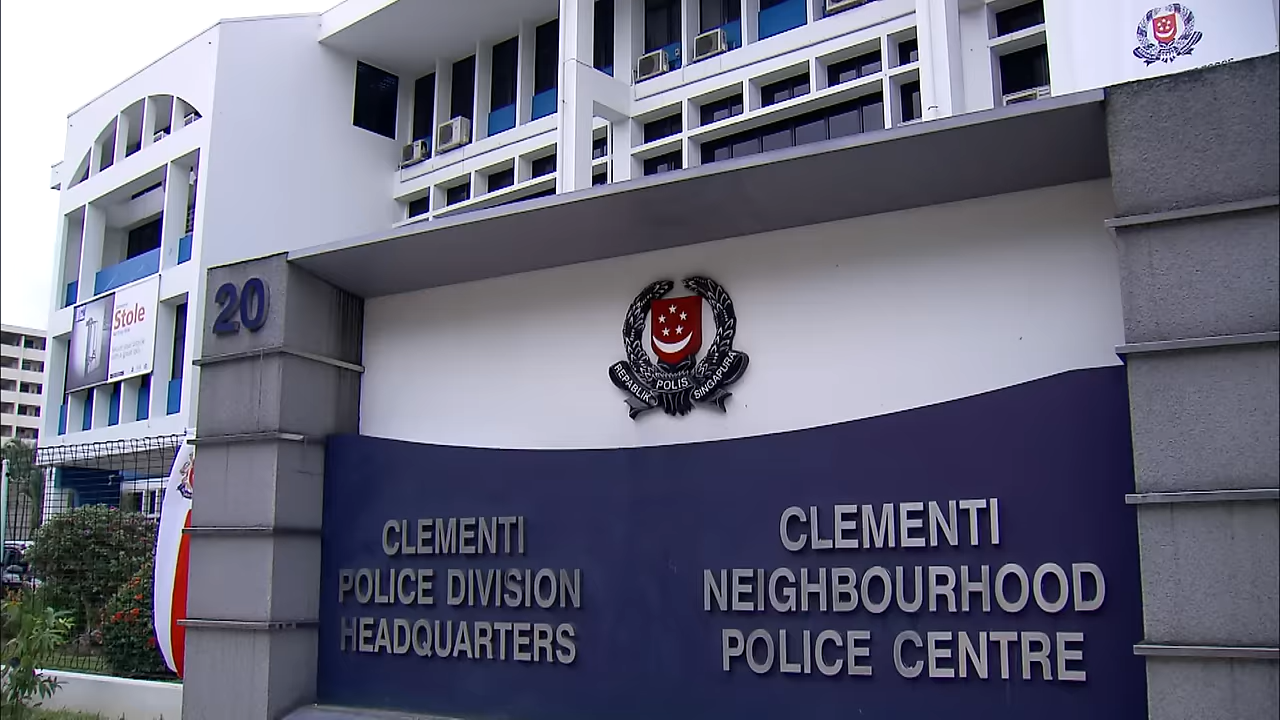 20
Stole
REPABLIK POLIS SINGAPURA
CLEMENTI
POLICE DIVISION
HEADQUARTERS
CLEMENTI
NEIGHBOURHOOD
POLICE CENTRE